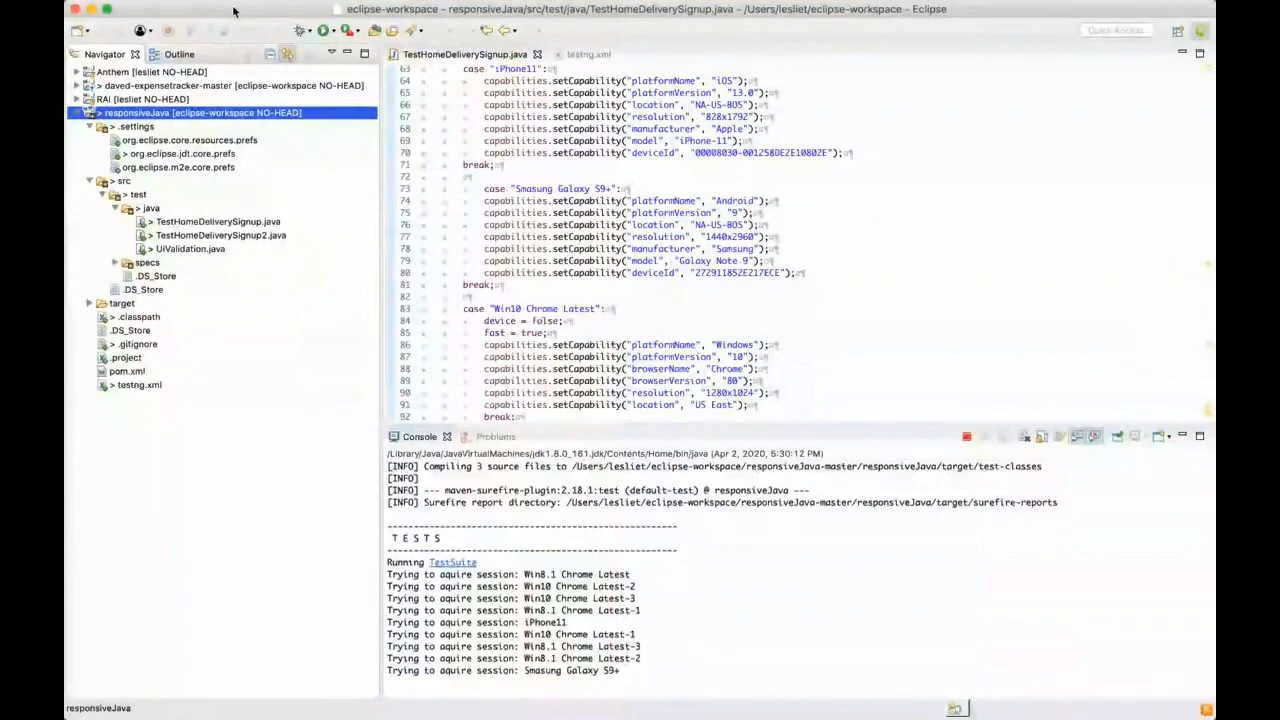 eclipse-workspace - responsiveJava/src/test/java/TestHomeDeliverySignup.java - /Users/lesliet/eclipse-workspace - Eclipse
Quick Access
Navigator
Outline
Anthem [lesliet NO-HEAD]
> daved-expensetracker-master [eclipse-workspace NO-HEAD]
RAI [lesliet NO-HEAD]
> responsiveJava [eclipse-workspace NO-HEAD]
> .settings
org.eclipse.core.resources.prefs
> org.eclipse.jdt.core.prefs
org.eclipse.m2e.core.prefs
> src
> test
> java
> TestHomeDeliverySignup.java
> TestHomeDeliverySignup2.java
> UiValidation.java
> specs
.DS_Store
.DS_Store
target
> .classpath
.DS_Store
> .gitignore
.project
pom.xml
> testng.xml
TestHomeDeliverySignup.java
testng.xml
63 case "iPhone11":
64 capabilities.setCapability("platformName", "iOS");
65 capabilities.setCapability("platformVersion", "13.0");
66 capabilities.setCapability("location", "NA-US-BOS");
67 capabilities.setCapability("resolution", "828x1792");
68 capabilities.setCapability("manufacturer", "Apple");
69 capabilities.setCapability("model", "iPhone-11");
70 capabilities.setCapability("deviceId", "00008030-001258DE2E10802E");
71 break;
72
73 case "Smasung Galaxy S9+":
74 capabilities.setCapability("platformName", "Android");
75 capabilities.setCapability("platformVersion", "9");
76 capabilities.setCapability("location", "NA-US-BOS");
77 capabilities.setCapability("resolution", "1440x2960");
78 capabilities.setCapability("manufacturer", "Samsung");
79 capabilities.setCapability("model", "Galaxy Note 9");
80 capabilities.setCapability("deviceId", "272911852E217ECE");
81 break;
82
83 case "Win10 Chrome Latest":
84 device = false;
85 fast = true;
86 capabilities.setCapability("platformName", "Windows");
87 capabilities.setCapability("platformVersion", "10");
88 capabilities.setCapability("browserName", "Chrome");
89 capabilities.setCapability("browserVersion", "80");
90 capabilities.setCapability("resolution", "1280x1024");
91 capabilities.setCapability("location", "US East");
92 break;
Console
Problems
/Library/Java/JavaVirtualMachines/jdk1.8.0_161.jdk/Contents/Home/bin/java (Apr 2, 2020, 5:30:12 PM)
[INFO] Compiling 3 source files to /Users/lesliet/eclipse-workspace/responsiveJava-master/responsiveJava/target/test-classes
[INFO]
[INFO] --- maven-surefire-plugin:2.18.1:test (default-test) @ responsiveJava ---
[INFO] Surefire report directory: /Users/lesliet/eclipse-workspace/responsiveJava-master/responsiveJava/target/surefire-reports
-------------------------------------------------------
T E S T S
-------------------------------------------------------
Running TestSuite
Trying to aquire session: Win8.1 Chrome Latest
Trying to aquire session: Win10 Chrome Latest-2
Trying to aquire session: Win10 Chrome Latest-3
Trying to aquire session: Win8.1 Chrome Latest-1
Trying to aquire session: iPhone11
Trying to aquire session: Win10 Chrome Latest-1
Trying to aquire session: Win8.1 Chrome Latest-3
Trying to aquire session: Win8.1 Chrome Latest-2
Trying to aquire session: Smasung Galaxy S9+
responsiveJava